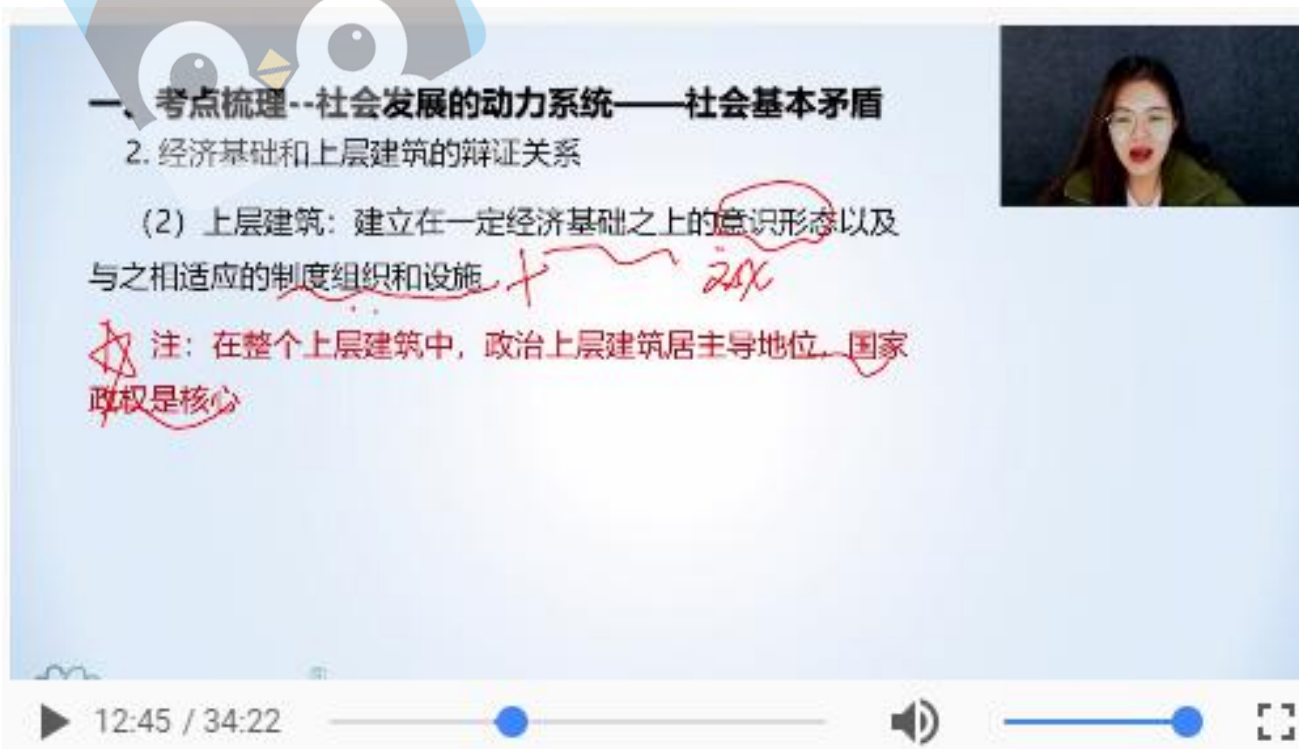 一、考点梳理--社会发展的动力系统——社会基本矛盾
2. 经济基础和上层建筑的辩证关系
（2）上层建筑：建立在一定经济基础之上的意识形态以及
与之相适应的制度组织和设施
注：在整个上层建筑中，政治上层建筑居主导地位，国家
政权是核心
12:45 / 34:22